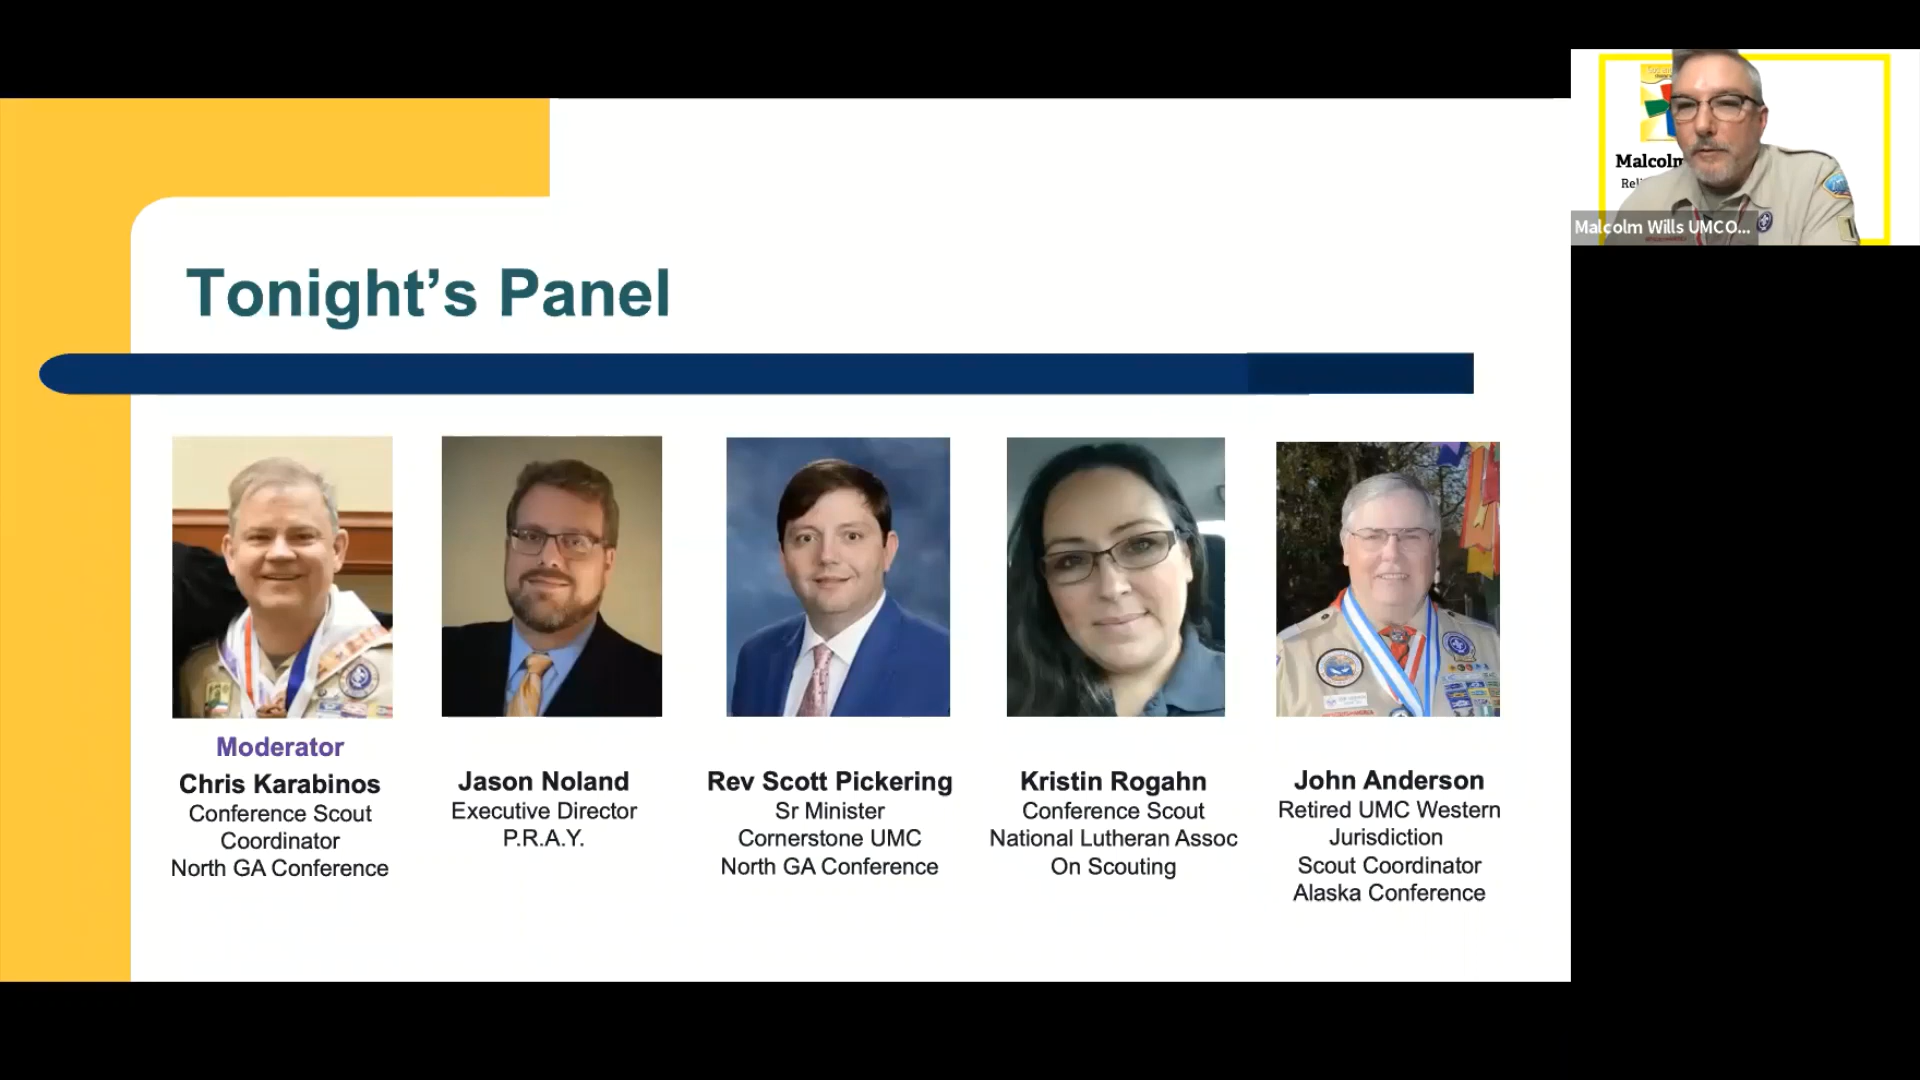 Tonight’s Panel
Moderator
Chris Karabinos
Conference Scout
Coordinator
North GA Conference
Jason Noland
Executive Director
P.R.A.Y.
Rev Scott Pickering
Sr Minister
Cornerstone UMC
North GA Conference
Kristin Rogahn
Conference Scout
National Lutheran Assoc
On Scouting
John Anderson
Retired UMC Western
Jurisdiction
Scout Coordinator
Alaska Conference
Malcolm
Malcolm Wills UMCO...